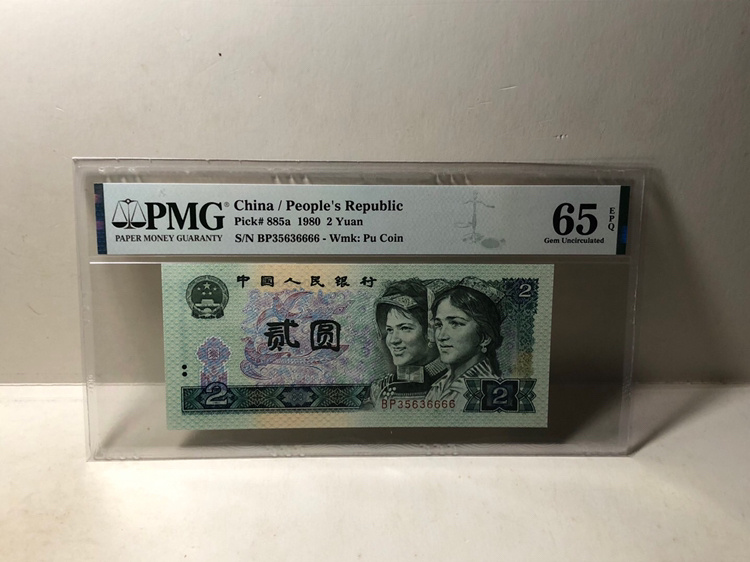 PMG®
PAPER MONEY GUARANTY
China / People's Republic
Pick# 885a 1980 2 Yuan
S/N BP35636666 - Wmk: Pu Coin
65
EPQ
Gem Uncirculated
中国人民银行
贰圆
2
2
2
BP35636666